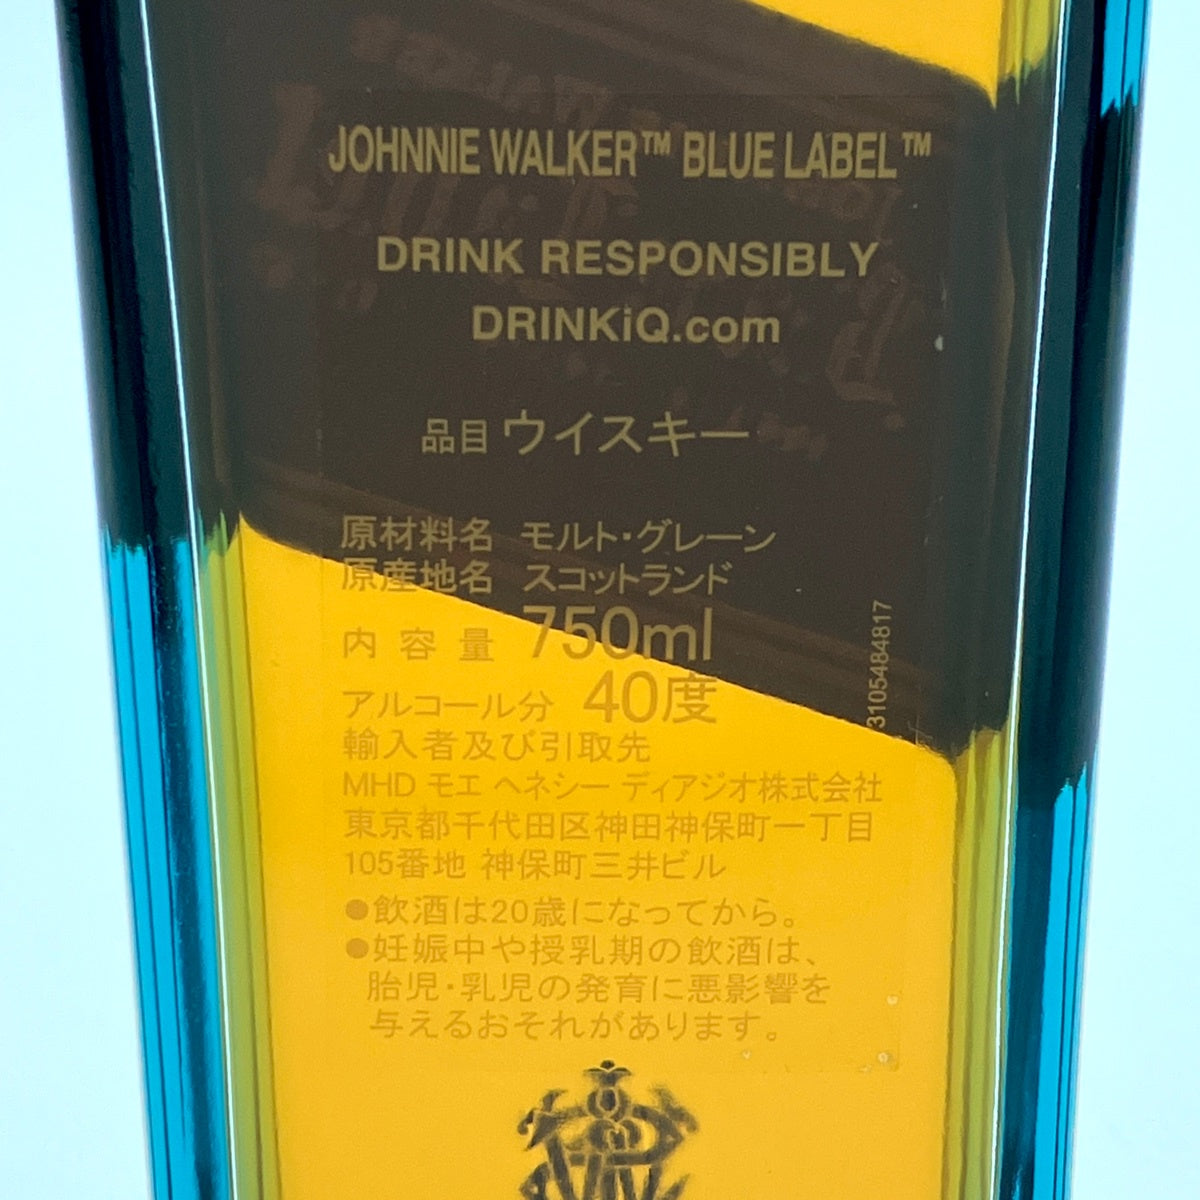 JOHNNIE WALKER™ BLUE LABEL™
DRINK RESPONSIBLY
DRINKiQ.com
品目 ウイスキー
原材料名 モルト・グレーン
原産地名 スコットランド
内容量 750ml
アルコール分 40度
輸入者及び引取先
MHD モエ ヘネシー ディアジオ株式会社
東京都千代田区神田神保町一丁目
105番地 神保町三井ビル
●飲酒は20歳になってから。
●妊娠中や授乳期の飲酒は、
胎児・乳児の発育に悪影響を
与えるおそれがあります。
3105484817